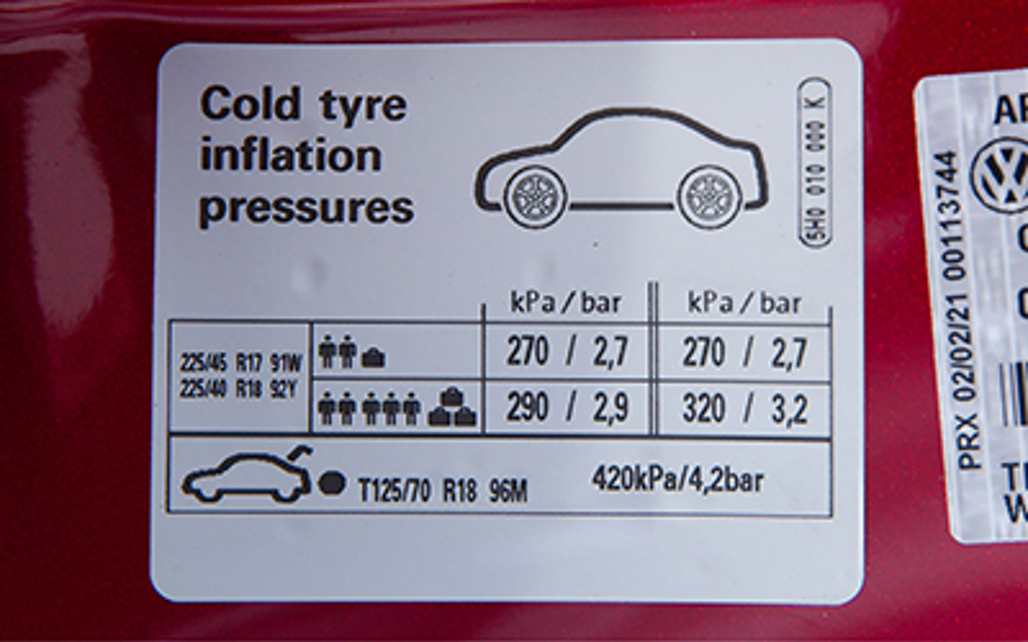 Cold tyre
inflation
pressures
5H0 010 000 K
kPa / bar kPa / bar
225/45 R17 91W
225/40 R18 92Y
270 / 2,7 270 / 2,7
290 / 2,9 320 / 3,2
T125/70 R18 96M 420kPa/4,2bar
PRX 02/02/21 00113744